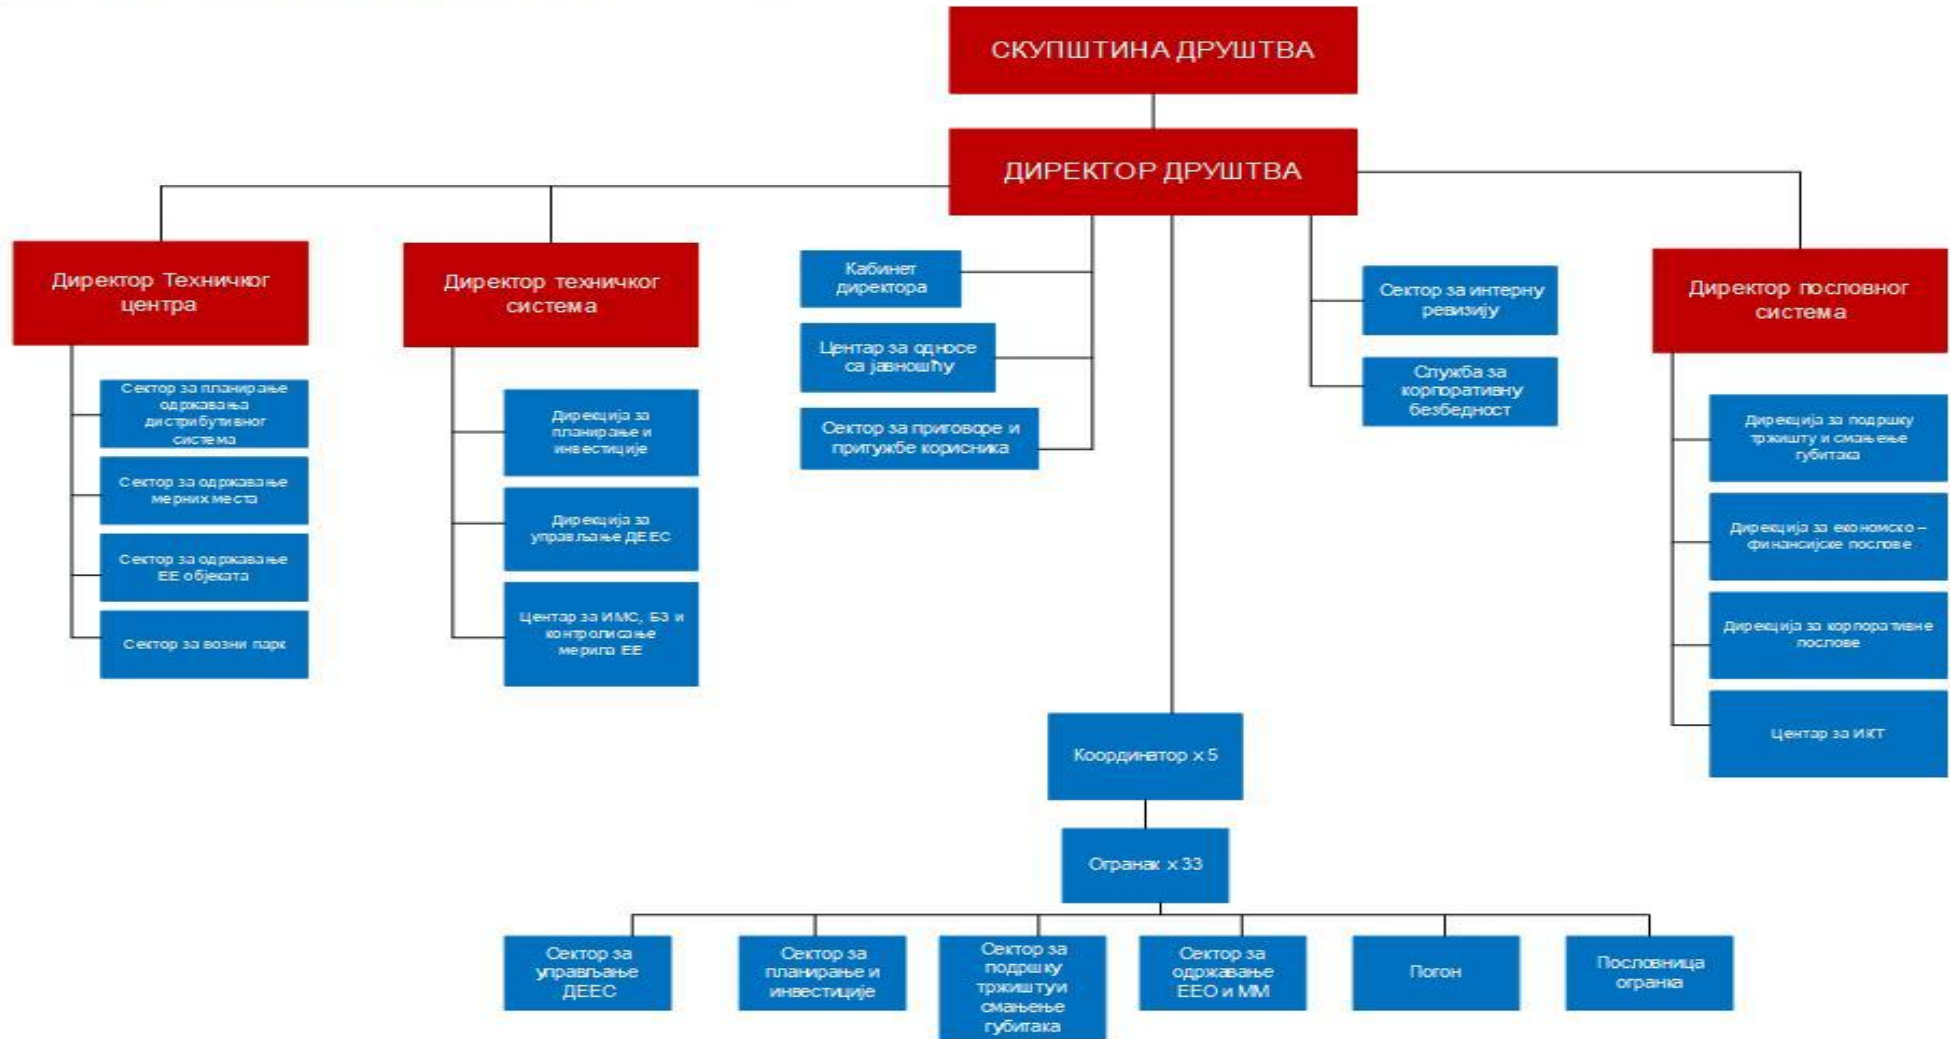 СКУПШТИНА ДРУШТВА
ДИРЕКТОР ДРУШТВА
Директор Техничког
центра
Сектор за планирање
одржавања
дистрибутивног
система
Сектор за одржавање
мерних места
Сектор за одржавање
ЕЕ објеката
Сектор за возни парк
Директор техничког
система
Дирекција за
планирање и
инвестиције
Дирекција за
управљање ДЕЕС
Центар за ИМС, БЗ и
контролисање
мерила ЕЕ
Кабинет
директора
Центар за односе
са јавношћу
Сектор за приговоре и
притужбе корисника
Сектор за интерну
ревизију
Служба за
корпоративну
безбедност
Директор пословног
система
Дирекција за подршку
тржишту и смањење
губитака
Дирекција за економско –
финансијске послове
Дирекција за корпоративне
послове
Центар за ИКТ
Координатор х 5
Огранак х 33
Сектор за
управљање
ДЕЕС
Сектор за
планирање и
инвестиције
Сектор за
подршку
тржишту и
смањење
губитака
Сектор за
одржавање
ЕЕО и ММ
Погон
Пословница
огранка